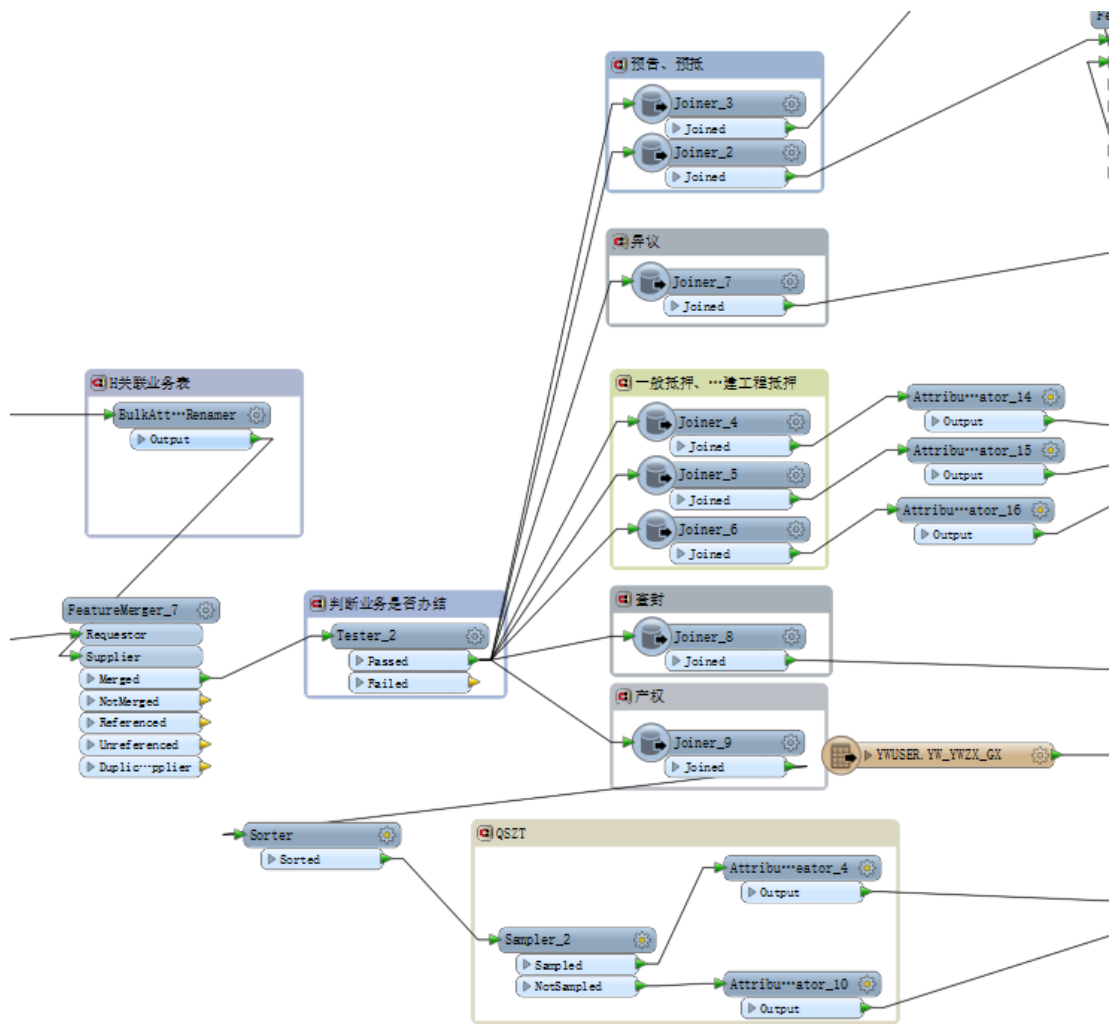 Fe
预告、预抵
Joiner_3
Joined
Joiner_2
Joined
异议
Joiner_7
Joined
H关联业务表
BulkAtt…Renamer
Output
一般抵押、…建工程抵押
Joiner_4
Joined
Joiner_5
Joined
Joiner_6
Joined
Attribu…ator_14
Output
Attribu…ator_15
Output
Attribu…ator_16
Output
FeatureMerger_7
Requestor
Supplier
Merged
NotMerged
Referenced
Unreferenced
Duplic…pplier
判断业务是否办结
Tester_2
Passed
Failed
查封
Joiner_8
Joined
产权
Joiner_9
Joined
YWUSER.YW_YWZX_GX
Sorter
Sorted
QSZT
Attribu…eator_4
Output
Sampler_2
Sampled
NotSampled
Attribu…ator_10
Output